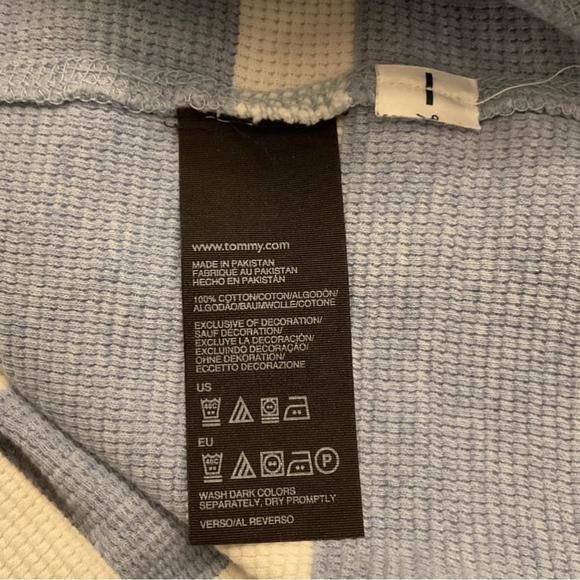 www.tommy.com
MADE IN PAKISTAN
FABRIQUÉ AU PAKISTAN
HECHO EN PAKISTÁN
100% COTTON/COTON/ALGODÓN/
ALGODÃO/BAUMWOLLE/COTONE
EXCLUSIVE OF DECORATION/
SAUF DÉCORATION/
EXCLUYE LA DECORACIÓN/
EXCLUINDO DECORAÇÃO/
OHNE DEKORATION/
ECCETTO DECORAZIONE
US
40C
EU
40C P
WASH DARK COLORS
SEPARATELY, DRY PROMPTLY
VERSO/AL REVERSO